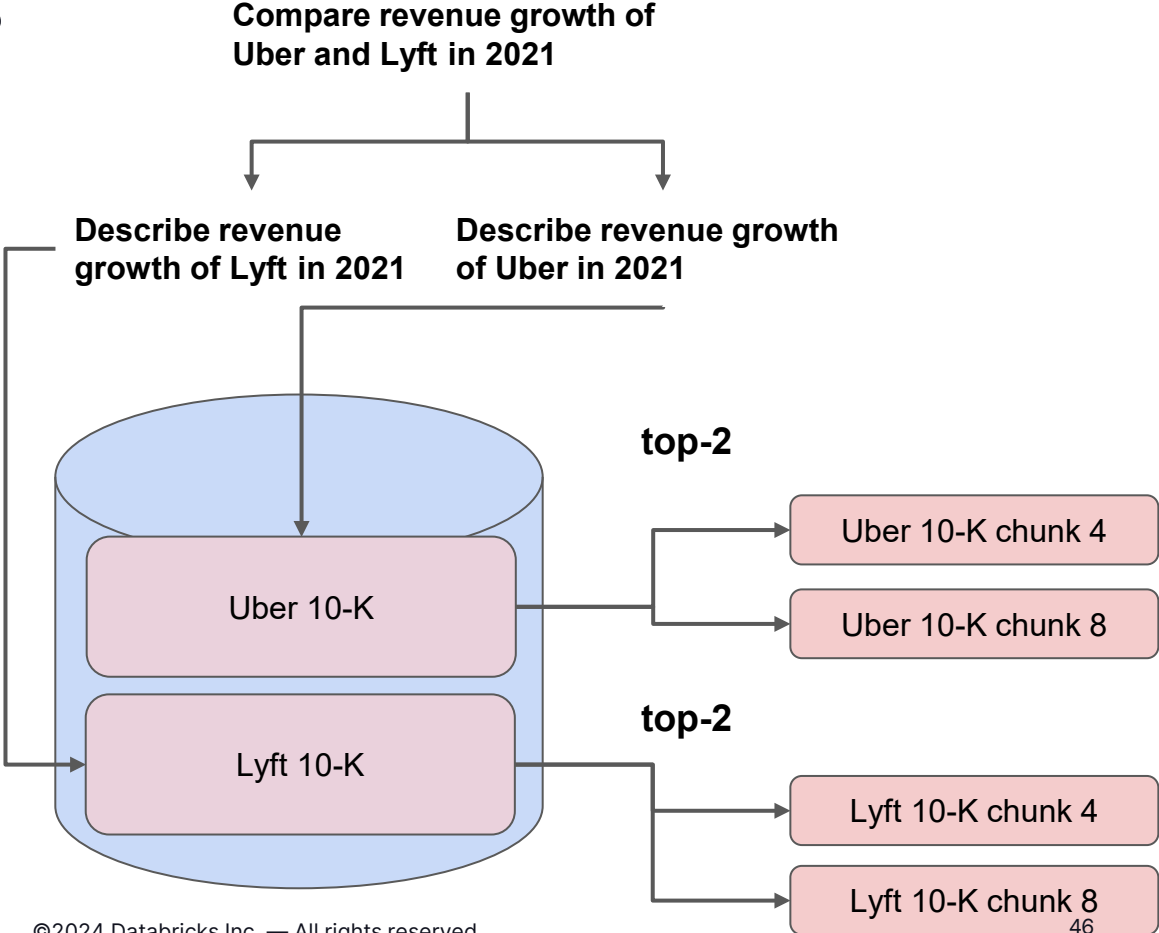 Compare revenue growth of
Uber and Lyft in 2021
Describe revenue
growth of Lyft in 2021
Describe revenue growth
of Uber in 2021
top-2
Uber 10-K chunk 4
Uber 10-K
Uber 10-K chunk 8
top-2
Lyft 10-K
Lyft 10-K chunk 4
Lyft 10-K chunk 8
©2024 Databricks Inc. — All rights reserved
46